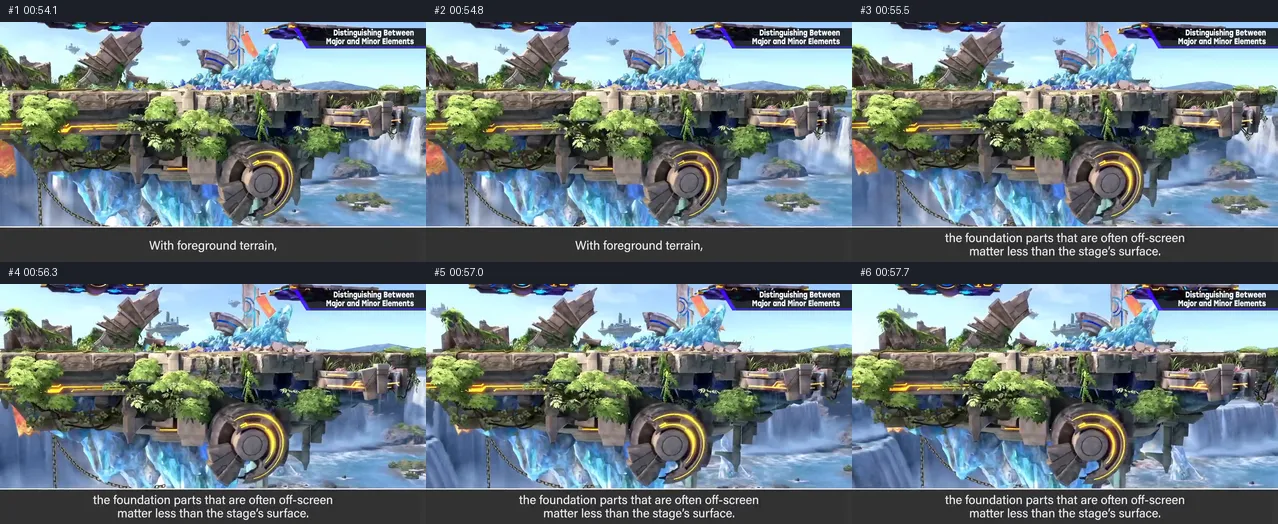 #1 00:54.1
Distinguishing Between
Major and Minor Elements
With foreground terrain,
#2 00:54.8
Distinguishing Between
Major and Minor Elements
With foreground terrain,
#3 00:55.5
Distinguishing Between
Major and Minor Elements
the foundation parts that are often off-screen
matter less than the stage's surface.
#4 00:56.3
Distinguishing Between
Major and Minor Elements
the foundation parts that are often off-screen
matter less than the stage's surface.
#5 00:57.0
Distinguishing Between
Major and Minor Elements
the foundation parts that are often off-screen
matter less than the stage's surface.
#6 00:57.7
Distinguishing Between
Major and Minor Elements
the foundation parts that are often off-screen
matter less than the stage's surface.